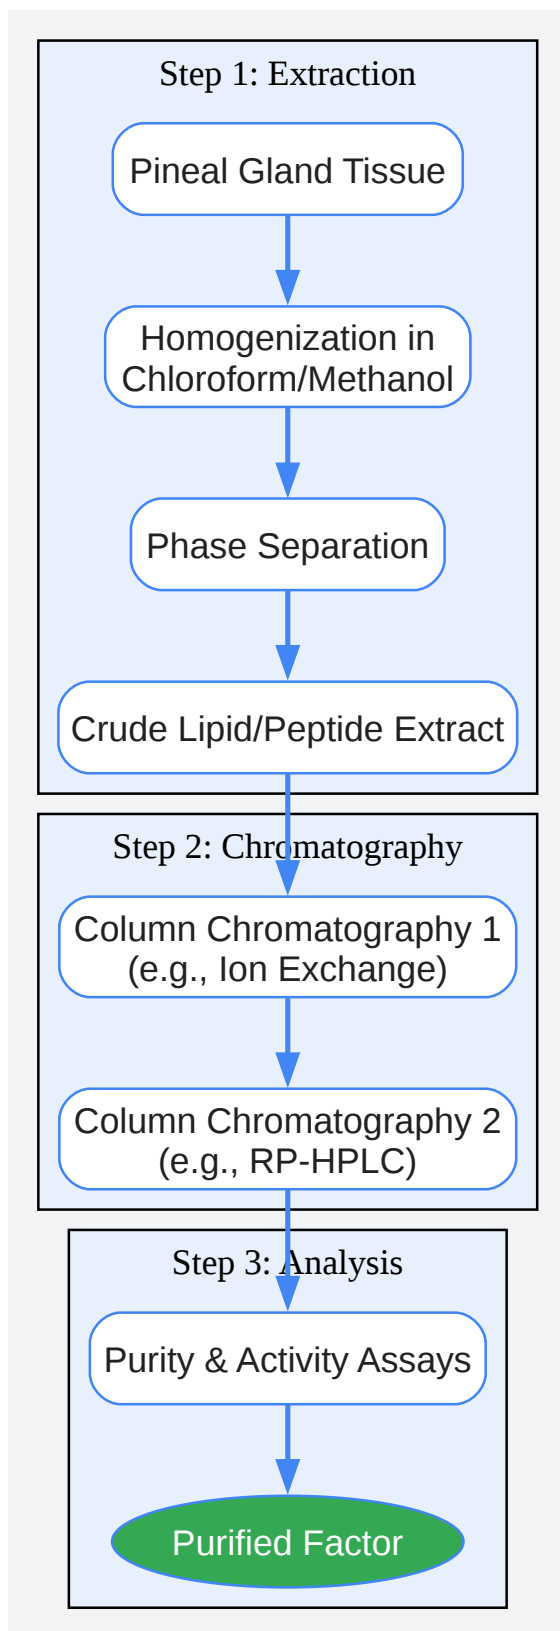 Step 1: Extraction
Pineal Gland Tissue
Homogenization in
Chloroform/Methanol
Phase Separation
Crude Lipid/Peptide Extract
Step 2: Chromatography
Column Chromatography 1
(e.g., Ion Exchange)
Column Chromatography 2
(e.g., RP-HPLC)
Step 3: Analysis
Purity & Activity Assays
Purified Factor